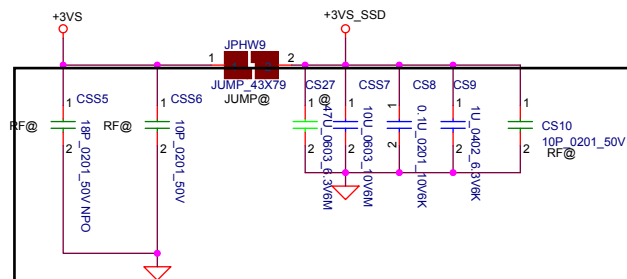 +3VS
+3VS_SSD
JPHW9
1
2
JUMP_43X79
JUMP@
CSS5
1
RF@
2
18P_0201_50V NPO
CSS6
1
RF@
2
10P_0201_50V
CS27
@
1
2
47U_0603_6.3V6M
CSS7
1
2
10U_0603_10V6M
CS8
1
2
0.1U_0201_10V6K
CS9
1
2
1U_0402_6.3V6K
1
CS10
2
10P_0201_50V
RF@